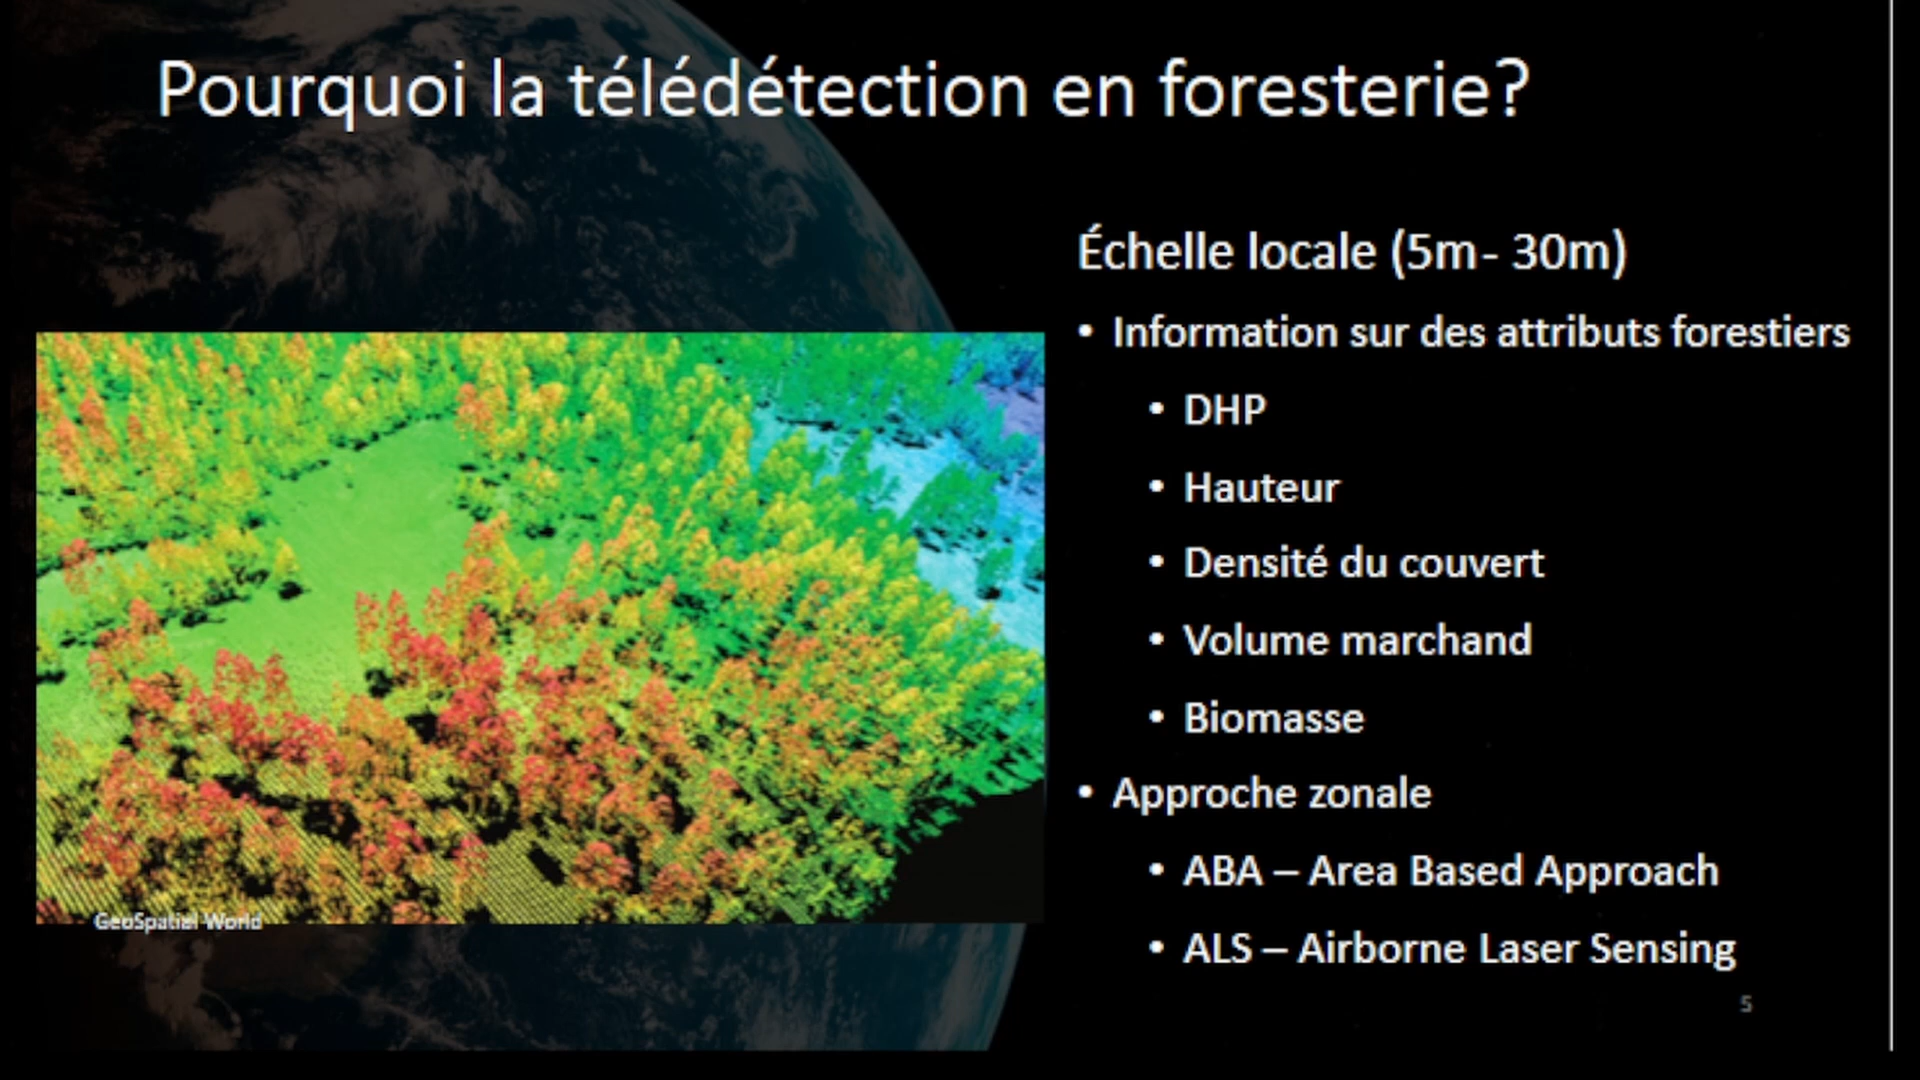 Pourquoi la télédétection en foresterie?
Échelle locale (5m- 30m)
• Information sur des attributs forestiers
• DHP
• Hauteur
• Densité du couvert
• Volume marchand
• Biomasse
• Approche zonale
• ABA – Area Based Approach
• ALS – Airborne Laser Sensing
GeoSpatial World
5